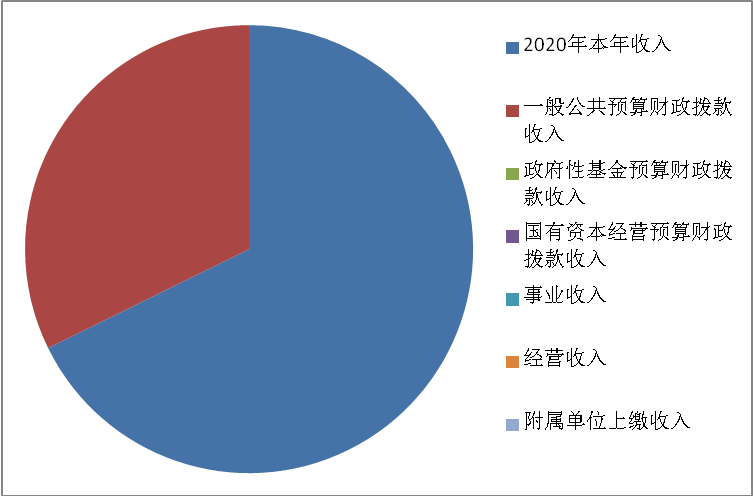 2020年本年收入
一般公共预算财政拨款
收入
政府性基金预算财政拨
款收入
国有资本经营预算财政
拨款收入
事业收入
经营收入
附属单位上缴收入